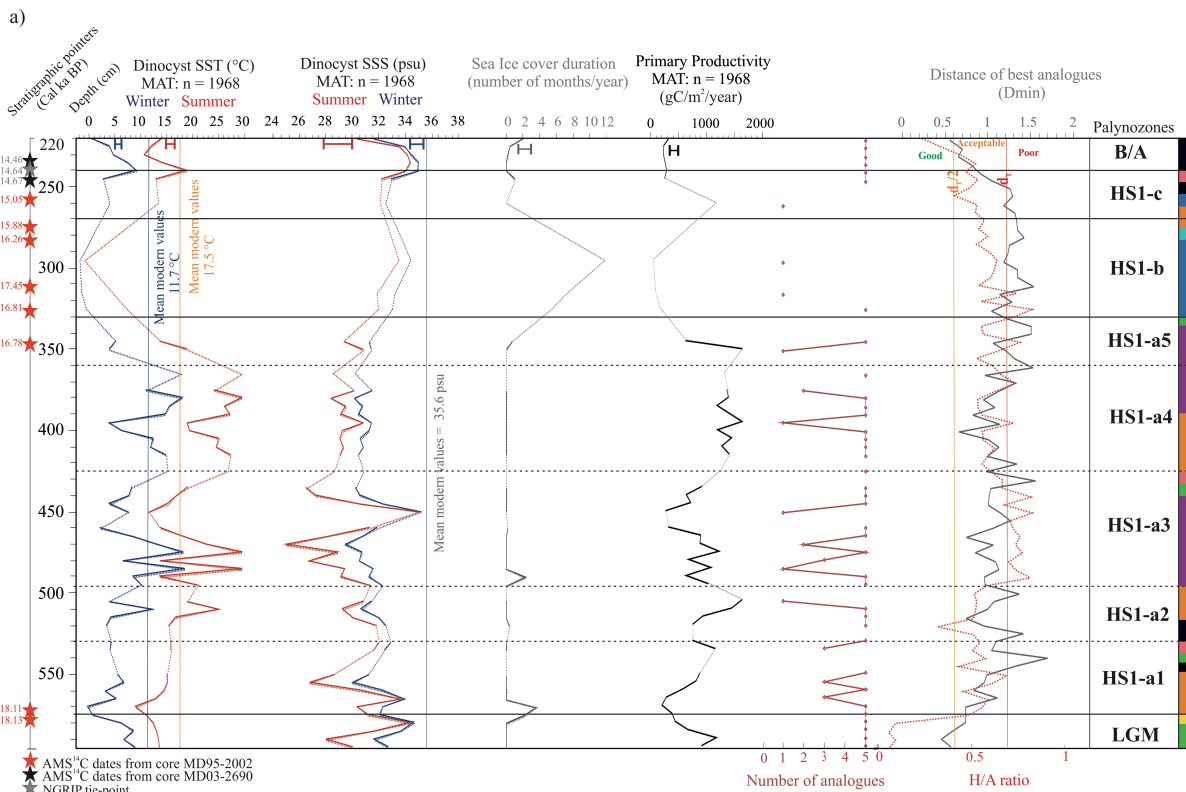 a)
Stratigraphic pointers
(Cal ka BP)
Depth (cm)
Dinocyst SST (°C)
MAT: n = 1968
Winter Summer
0 5 10 15 20 25 30
Dinocyst SSS (psu)
MAT: n = 1968
Summer Winter
24 26 28 30 32 34 36 38
Sea Ice cover duration
(number of months/year)
0 2 4 6 8 10 12
Primary Productivity
MAT: n = 1968
(gC/m²/year)
0 1000 2000
Distance of best analogues
(Dmin)
0 1 2
Palynozones
220
250
300
350
400
450
500
550
14.46
14.64
14.67
15.05
15.88
16.26
17.45
16.81
16.78
18.11
18.13
Mean modern values
11.7 °C
Mean modern values
17.5 °C
Mean modern values = 35.6 psu
Good
Acceptable
Poor
B/A
HS1-c
HS1-b
HS1-a5
HS1-a4
HS1-a3
HS1-a2
HS1-a1
LGM
0 1 2 3 4 5
Number of analogues
0 0.5 1
H/A ratio
AMS¹⁴C dates from core MD95-2002
AMS¹⁴C dates from core MD03-2690
NGRIP tie-point